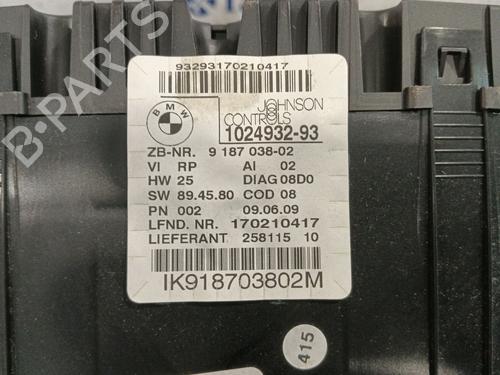 93293170210417
BMW
JOHNSON
CONTROLS
1024932-93
ZB-NR. 9 187 038-02
VI RP AI 02
HW 25 DIAG 08D0
SW 89.45.80 COD 08
PN 002 09.06.09
LFND. NR. 170210417
LIEFERANT 258115 10
IK918703802M
415